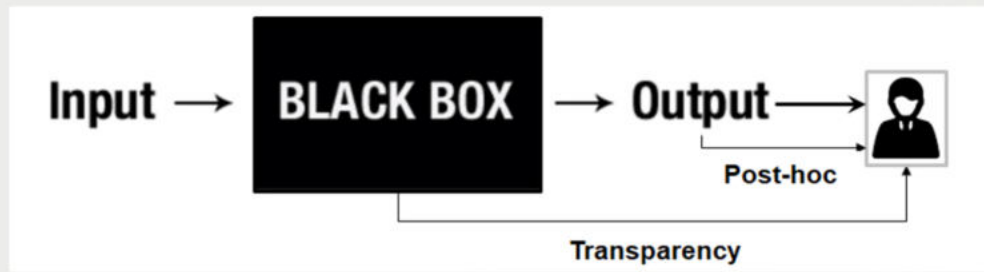 Input
BLACK BOX
Output
Post-hoc
Transparency